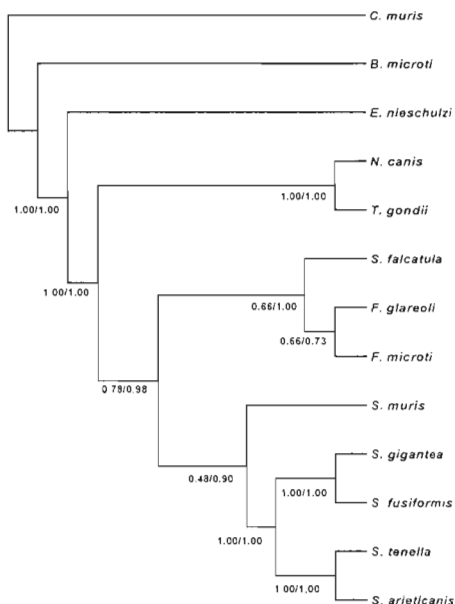 C. muris
B. microti
E. nieschulzi
N. canis
1.00/1.00
1.00/1.00
T. gondii
S. falcatula
1 00/1.00
0.66/1.00
F. glareoli
0.66/0.73
F. microti
0.78/0.98
S. muris
S. gigantea
0.48/0.90
1.00/1.00
S fusiformis
1.00/1.00
S. tenella
1 00/1.00
S. arieticanis